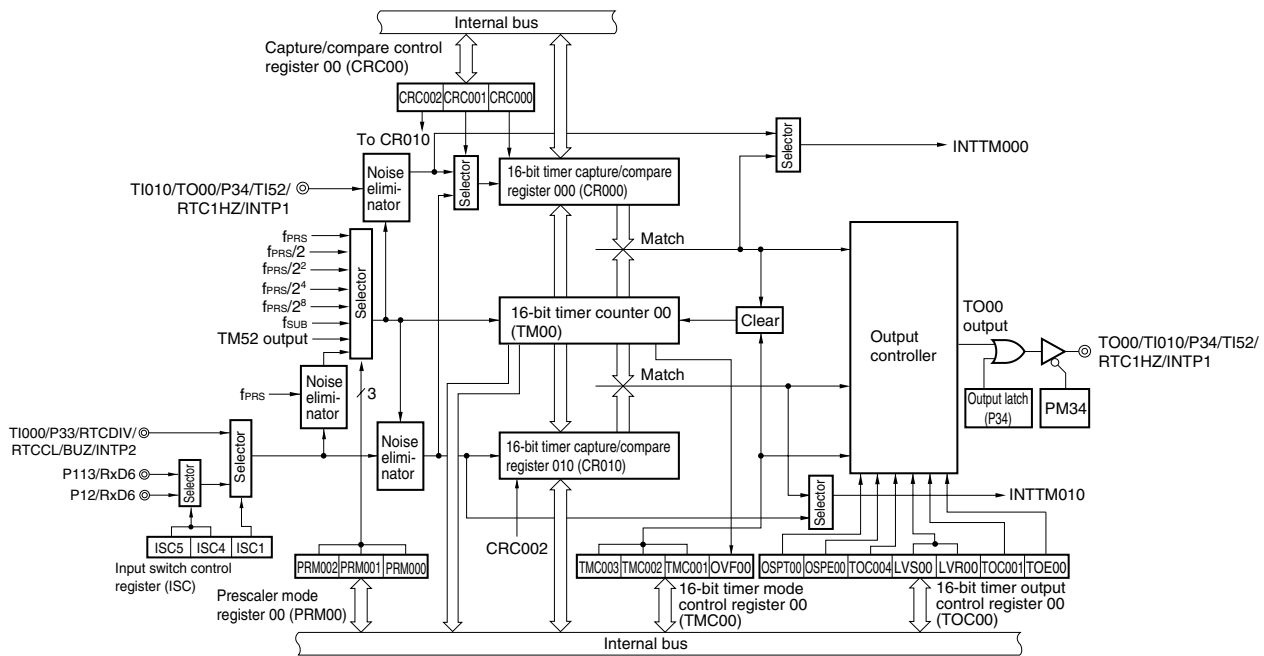 Internal bus
Capture/compare control
register 00 (CRC00)
CRC002 CRC001 CRC000
To CR010
Selector
INTTM000
TI010/TO00/P34/TI52/
RTC1HZ/INTP1
Noise
elimi-
nator
Selector
16-bit timer capture/compare
register 000 (CR000)
Match
fPRS
fPRS/2
fPRS/2²
fPRS/2⁴
fPRS/2⁸
fSUB
TM52 output
Selector
16-bit timer counter 00
(TM00)
Clear
Output
controller
TO00
output
TO00/TI010/P34/TI52/
RTC1HZ/INTP1
Output latch
(P34)
PM34
Match
fPRS
Noise
elimi-
nator
3
TI000/P33/RTCDIV/
RTCCL/BUZ/INTP2
P113/RxD6
P12/RxD6
Selector
Selector
Noise
elimi-
nator
16-bit timer capture/compare
register 010 (CR010)
Selector
INTTM010
CRC002
ISC5 ISC4 ISC1
Input switch control
register (ISC)
PRM002 PRM001 PRM000
Prescaler mode
register 00 (PRM00)
TMC003 TMC002 TMC001 OVF00
16-bit timer mode
control register 00
(TMC00)
OSPT00 OSPE00 TOC004 LVS00 LVR00 TOC001 TOE00
16-bit timer output
control register 00
(TOC00)
Internal bus